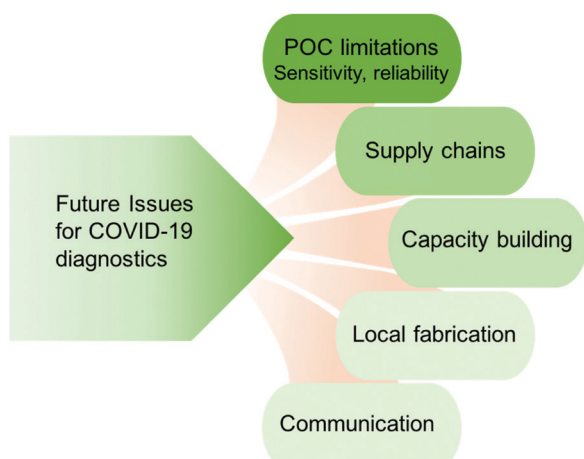 POC limitations
Sensitivity, reliability
Supply chains
Future Issues
for COVID-19
diagnostics
Capacity building
Local fabrication
Communication